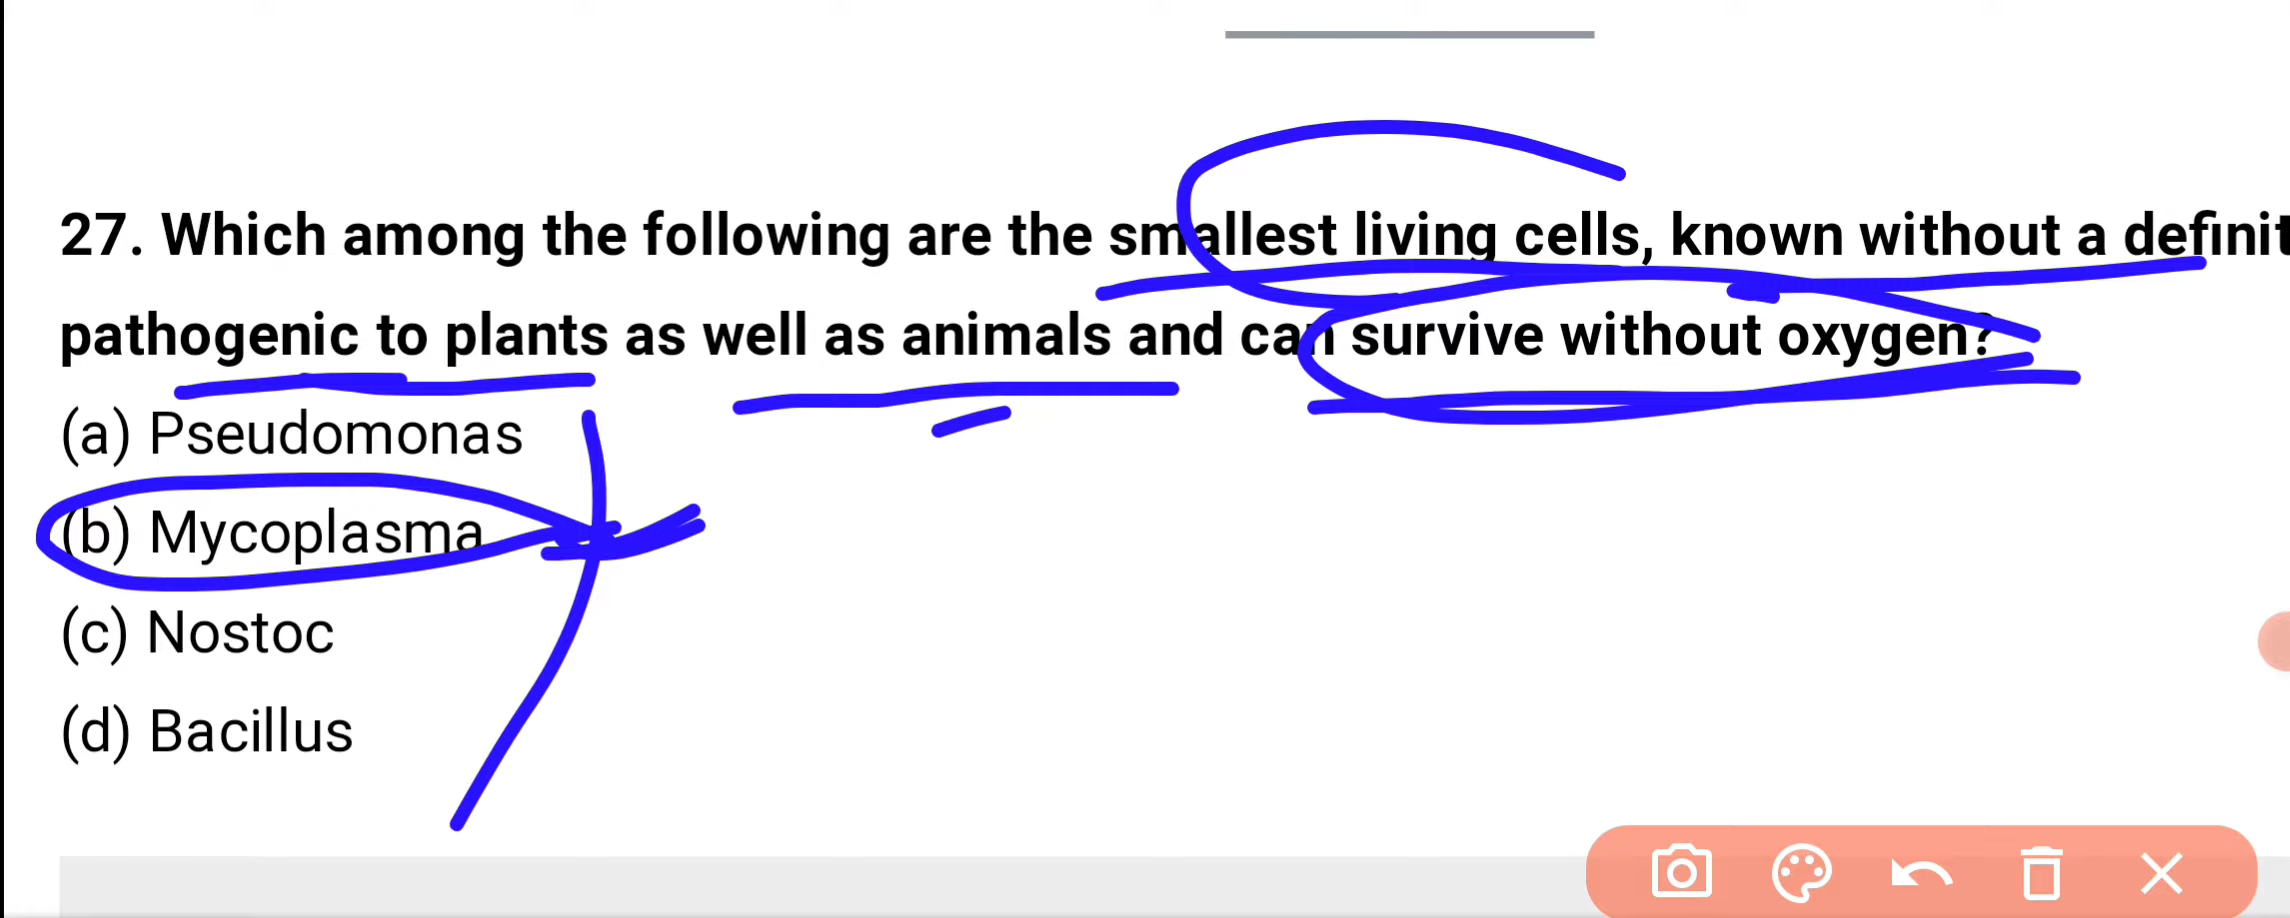 27. Which among the following are the smallest living cells, known without a definit
pathogenic to plants as well as animals and can survive without oxygen?
(a) Pseudomonas
(b) Mycoplasma
(c) Nostoc
(d) Bacillus